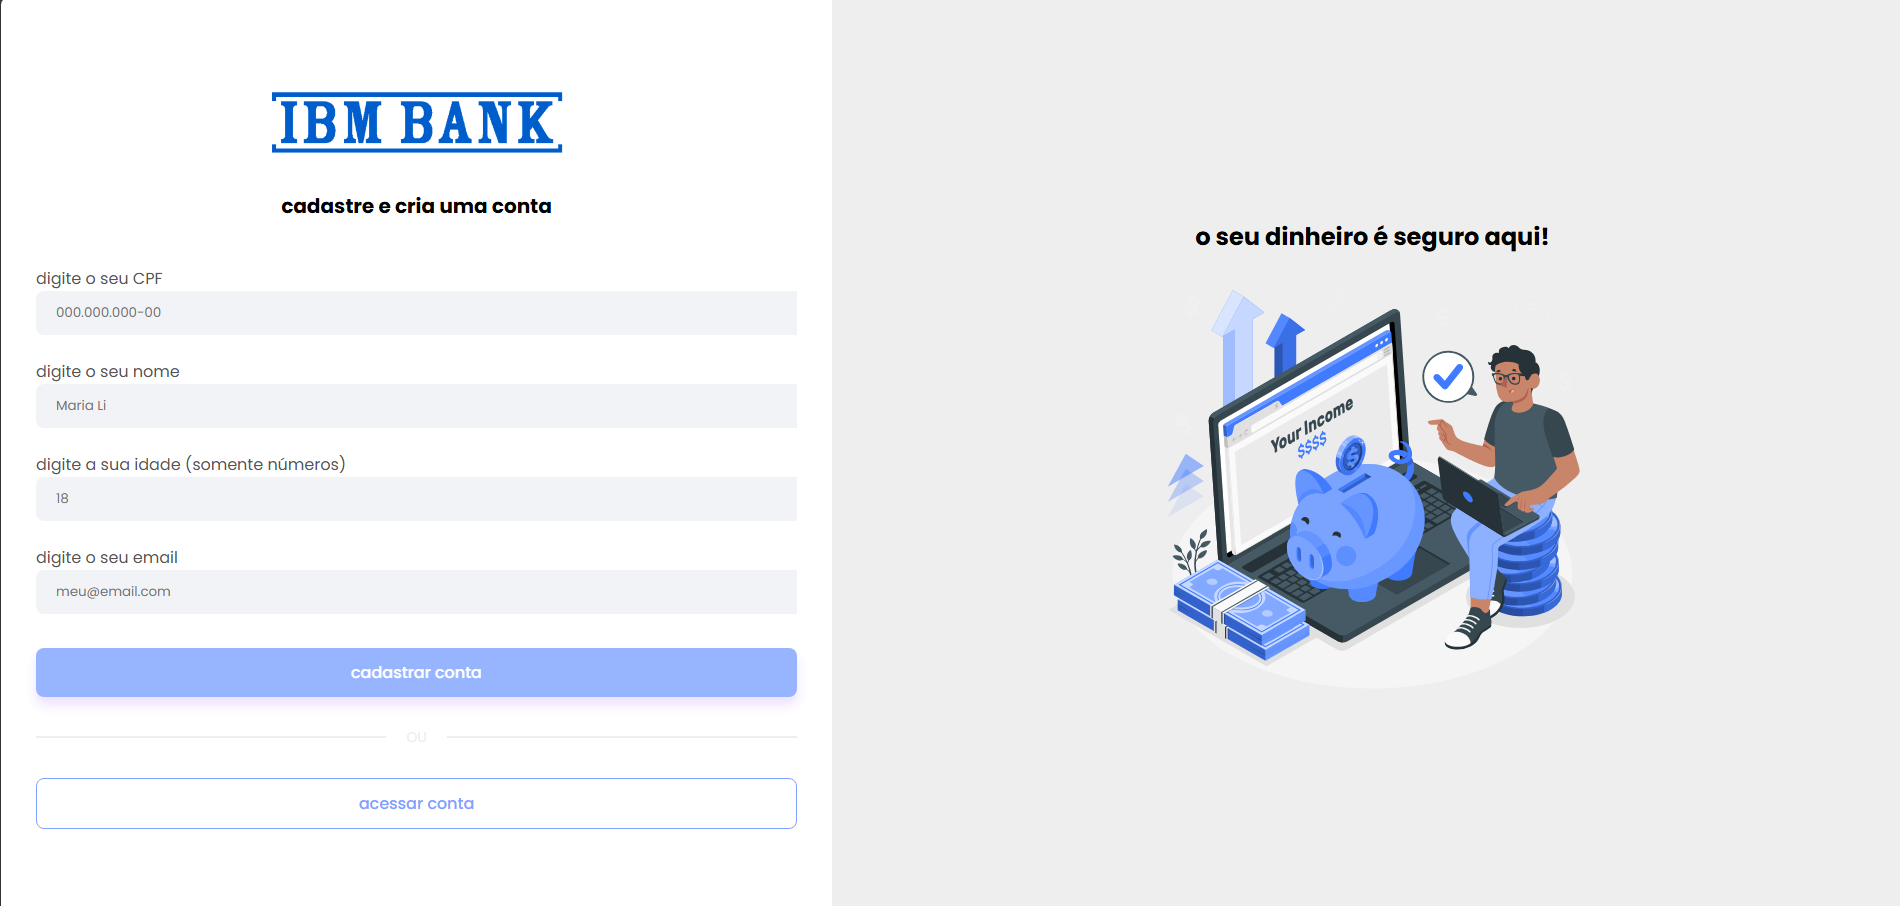 IBM BANK
cadastre e cria uma conta
digite o seu CPF
000.000.000-00
digite o seu nome
Maria Li
digite a sua idade (somente números)
18
digite o seu email
meu@email.com
cadastrar conta
OU
acessar conta
o seu dinheiro é seguro aqui!
Your Income
$$$$
$